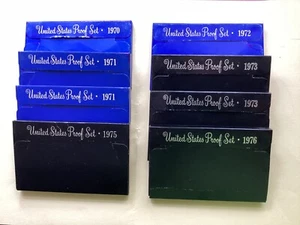 United States Proof Set · 1970
United States Proof Set · 1971
United States Proof Set · 1971
United States Proof Set · 1975
United States Proof Set · 1972
United States Proof Set · 1973
United States Proof Set · 1973
United States Proof Set · 1976